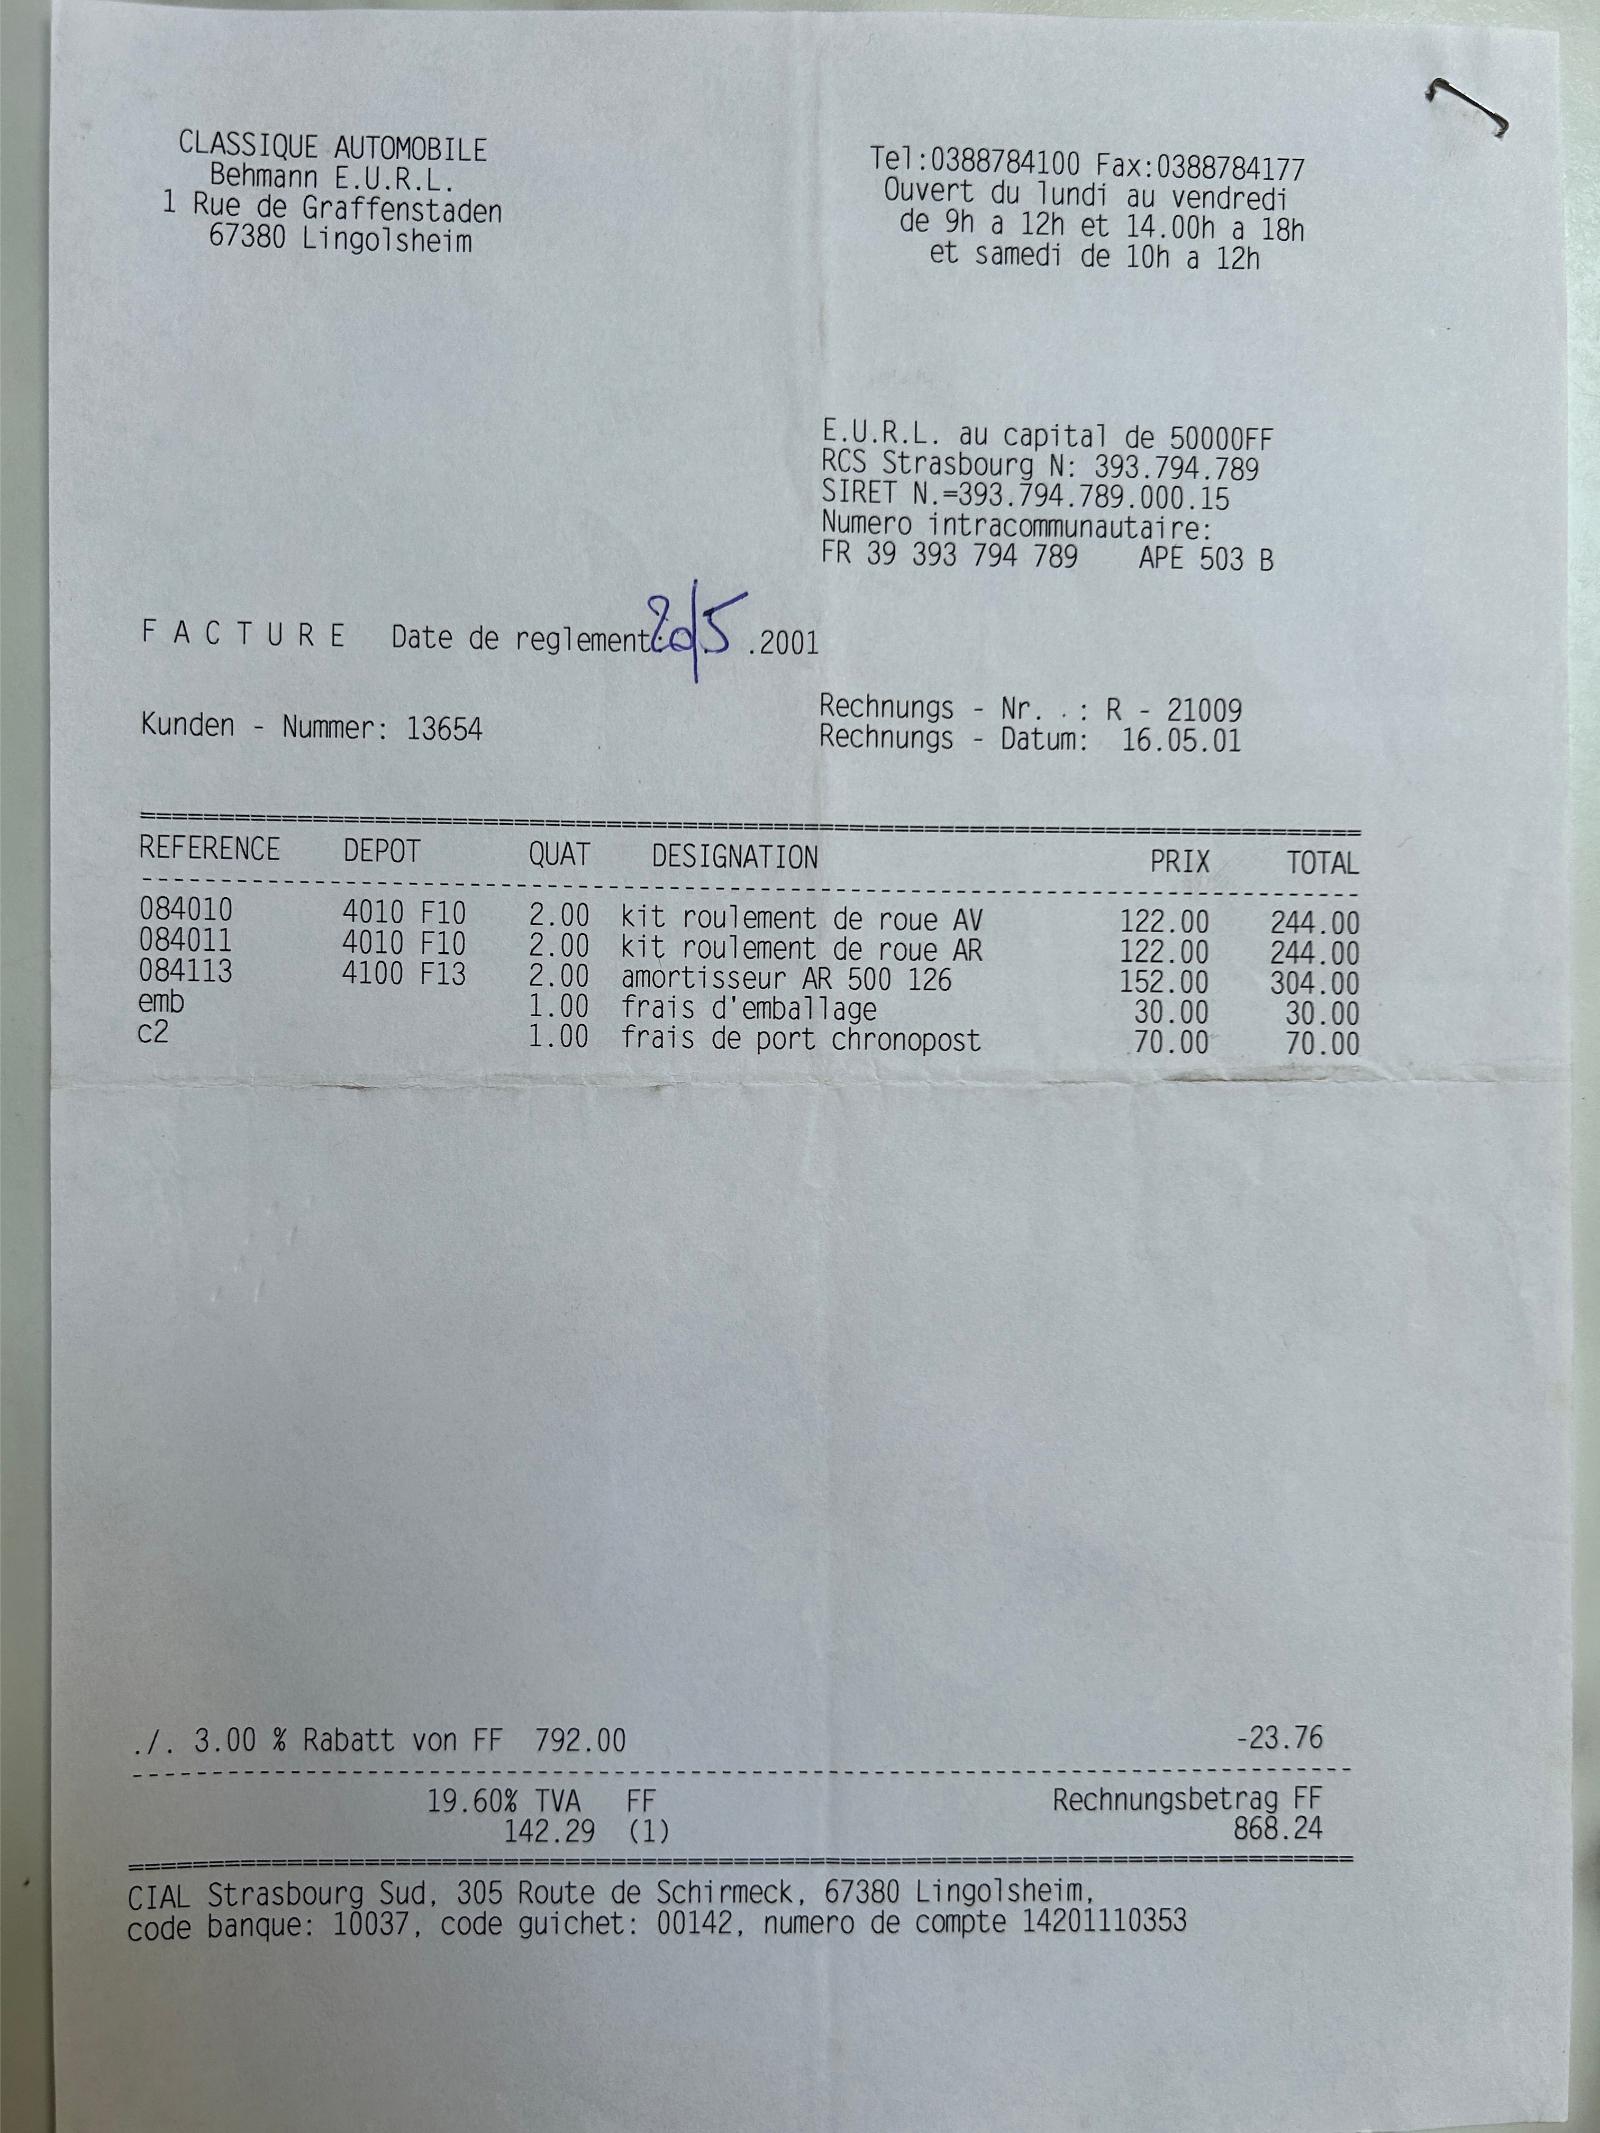 CLASSIQUE AUTOMOBILE
Behmann E.U.R.L.
1 Rue de Graffenstaden
67380 Lingolsheim
Tel:0388784100 Fax:0388784177
Ouvert du lundi au vendredi
de 9h a 12h et 14.00h a 18h
et samedi de 10h a 12h
E.U.R.L. au capital de 50000FF
RCS Strasbourg N: 393.794.789
SIRET N.=393.794.789.000.15
Numero intracommunautaire:
FR 39 393 794 789 APE 503 B
F A C T U R E Date de reglement: 20/5 .2001
Kunden - Nummer: 13654
Rechnungs - Nr. .: R - 21009
Rechnungs - Datum: 16.05.01
REFERENCE DEPOT QUAT DESIGNATION PRIX TOTAL
084010 4010 F10 2.00 kit roulement de roue AV 122.00 244.00
084011 4010 F10 2.00 kit roulement de roue AR 122.00 244.00
084113 4100 F13 2.00 amortisseur AR 500 126 152.00 304.00
emb 1.00 frais d'emballage 30.00 30.00
c2 1.00 frais de port chronopost 70.00 70.00
./. 3.00 % Rabatt von FF 792.00 -23.76
19.60% TVA FF Rechnungsbetrag FF
142.29 (1) 868.24
CIAL Strasbourg Sud, 305 Route de Schirmeck, 67380 Lingolsheim,
code banque: 10037, code guichet: 00142, numero de compte 14201110353